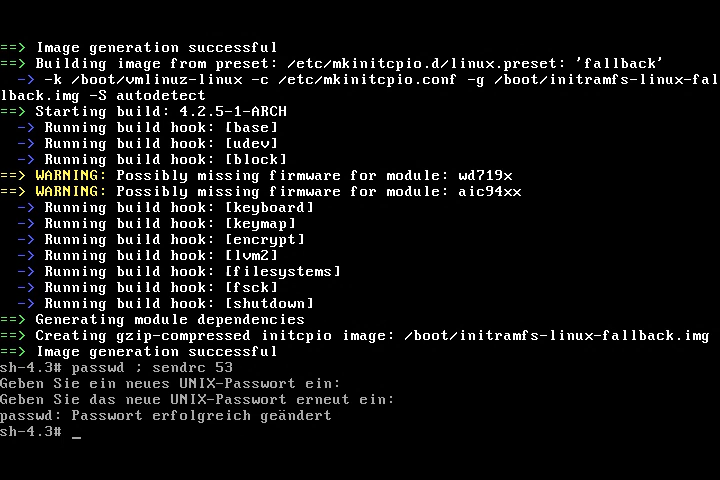 ==> Image generation successful
==> Building image from preset: /etc/mkinitcpio.d/linux.preset: 'fallback'
  -> -k /boot/vmlinuz-linux -c /etc/mkinitcpio.conf -g /boot/initramfs-linux-fal
lback.img -S autodetect
==> Starting build: 4.2.5-1-ARCH
  -> Running build hook: [base]
  -> Running build hook: [udev]
  -> Running build hook: [block]
==> WARNING: Possibly missing firmware for module: wd719x
==> WARNING: Possibly missing firmware for module: aic94xx
  -> Running build hook: [keyboard]
  -> Running build hook: [keymap]
  -> Running build hook: [encrypt]
  -> Running build hook: [lvm2]
  -> Running build hook: [filesystems]
  -> Running build hook: [fsck]
  -> Running build hook: [shutdown]
==> Generating module dependencies
==> Creating gzip-compressed initcpio image: /boot/initramfs-linux-fallback.img
==> Image generation successful
sh-4.3# passwd ; sendrc 53
Geben Sie ein neues UNIX-Passwort ein:
Geben Sie das neue UNIX-Passwort erneut ein:
passwd: Passwort erfolgreich geändert
sh-4.3# _